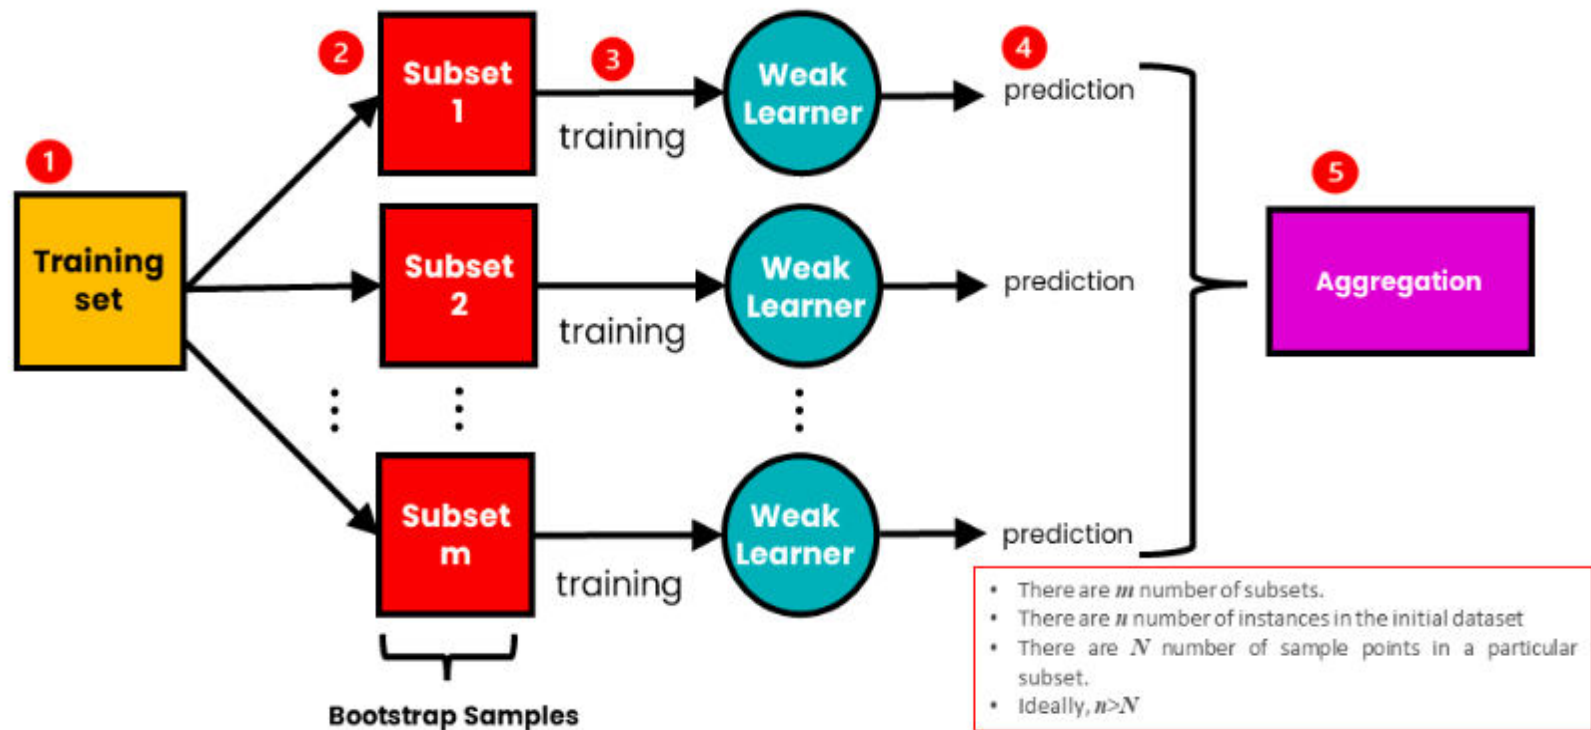 1
Training
set
2
Subset
1
3
training
Weak
Learner
4
prediction
Subset
2
training
Weak
Learner
prediction
Subset
m
training
Weak
Learner
prediction
5
Aggregation
Bootstrap Samples
• There are m number of subsets.
• There are n number of instances in the initial dataset
• There are N number of sample points in a particular
subset.
• Ideally, n>N